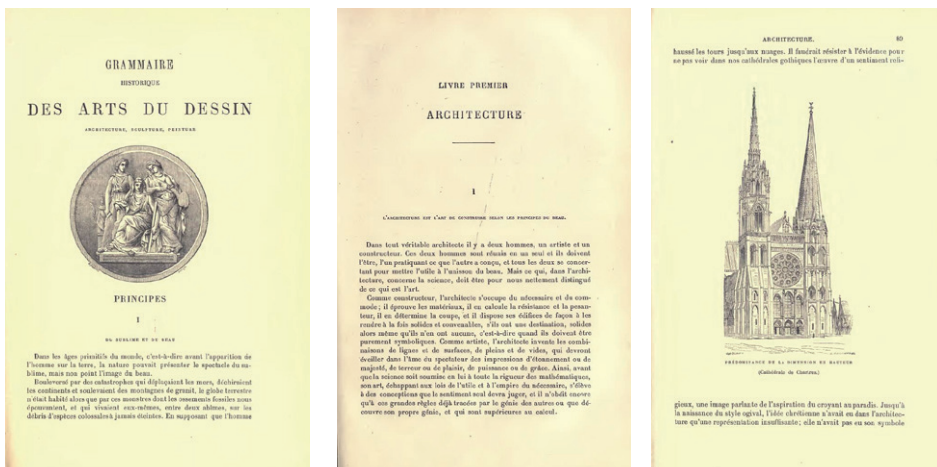 GRAMMAIRE
HISTORIQUE
DES ARTS DU DESSIN
ARCHITECTURE, SCULPTURE, PEINTURE
PRINCIPES
I
DU SUBLIME ET DU BEAU
Dans les âges primitifs du monde, c'est-à-dire avant l'apparition de
l'homme sur la terre, la nature pouvait présenter le spectacle du su-
blime, mais non point l'image du beau.
Bouleversé par des catastrophes qui déplaçaient les mers, déchiraient
les continents et soulevaient des montagnes de granit, le globe terrestre
n'était habité alors que par ces monstres dont les ossements fossiles nous
épouvantent, et qui vivaient eux-mêmes, entre deux abîmes, sur les
débris d'espèces colossales à jamais éteintes. En supposant que l'homme
LIVRE PREMIER
ARCHITECTURE
I
L'ARCHITECTURE EST L'ART DE CONSTRUIRE SELON LES PRINCIPES DU BEAU.
Dans tout véritable architecte il y a deux hommes, un artiste et un
constructeur. Ces deux hommes sont réunis en un seul et ils doivent
l'être, l'un pratiquant ce que l'autre a conçu, et tous les deux se concer-
tant pour mettre l'utile à l'unisson du beau. Mais ce qui, dans l'archi-
tecture, concerne la science, doit être pour nous nettement distingué
de ce qui est l'art.
Comme constructeur, l'architecte s'occupe du nécessaire et du com-
mode; il éprouve les matériaux, il en calcule la résistance et la pesan-
teur, il en détermine la coupe, et il dispose ses édifices de façon à les
rendre à la fois solides et convenables, s'ils ont une destination, solides
alors même qu'ils n'en ont aucune, c'est-à-dire quand ils doivent être
purement symboliques. Comme artiste, l'architecte invente les combi-
naisons de lignes et de surfaces, de pleins et de vides, qui devront
éveiller dans l'âme du spectateur des impressions d'étonnement ou de
majesté, de terreur ou de plaisir, de puissance ou de grâce. Ainsi, avant
que la science soit soumise en lui à toute la rigueur des mathématiques,
son art, échappant aux lois de l'utile et à l'empire du nécessaire, s'élève
à des conceptions que le sentiment seul devra juger, et il n'obéit encore
qu'à ces grandes règles déjà tracées par le génie des autres ou que dé-
couvre son propre génie, et qui sont supérieures au calcul.
ARCHITECTURE. 69
haussé les tours jusqu'aux nuages. Il faudrait résister à l'évidence pour
ne pas voir dans nos cathédrales gothiques l'œuvre d'un sentiment reli-
PRÉDOMINANCE DE LA DIMENSION EN HAUTEUR
(Cathédrale de Chartres.)
gieux, une image parlante de l'aspiration du croyant au paradis. Jusqu'à
la naissance du style ogival, l'idée chrétienne n'avait eu dans l'architec-
ture qu'une représentation insuffisante; elle n'avait pas eu son symbole